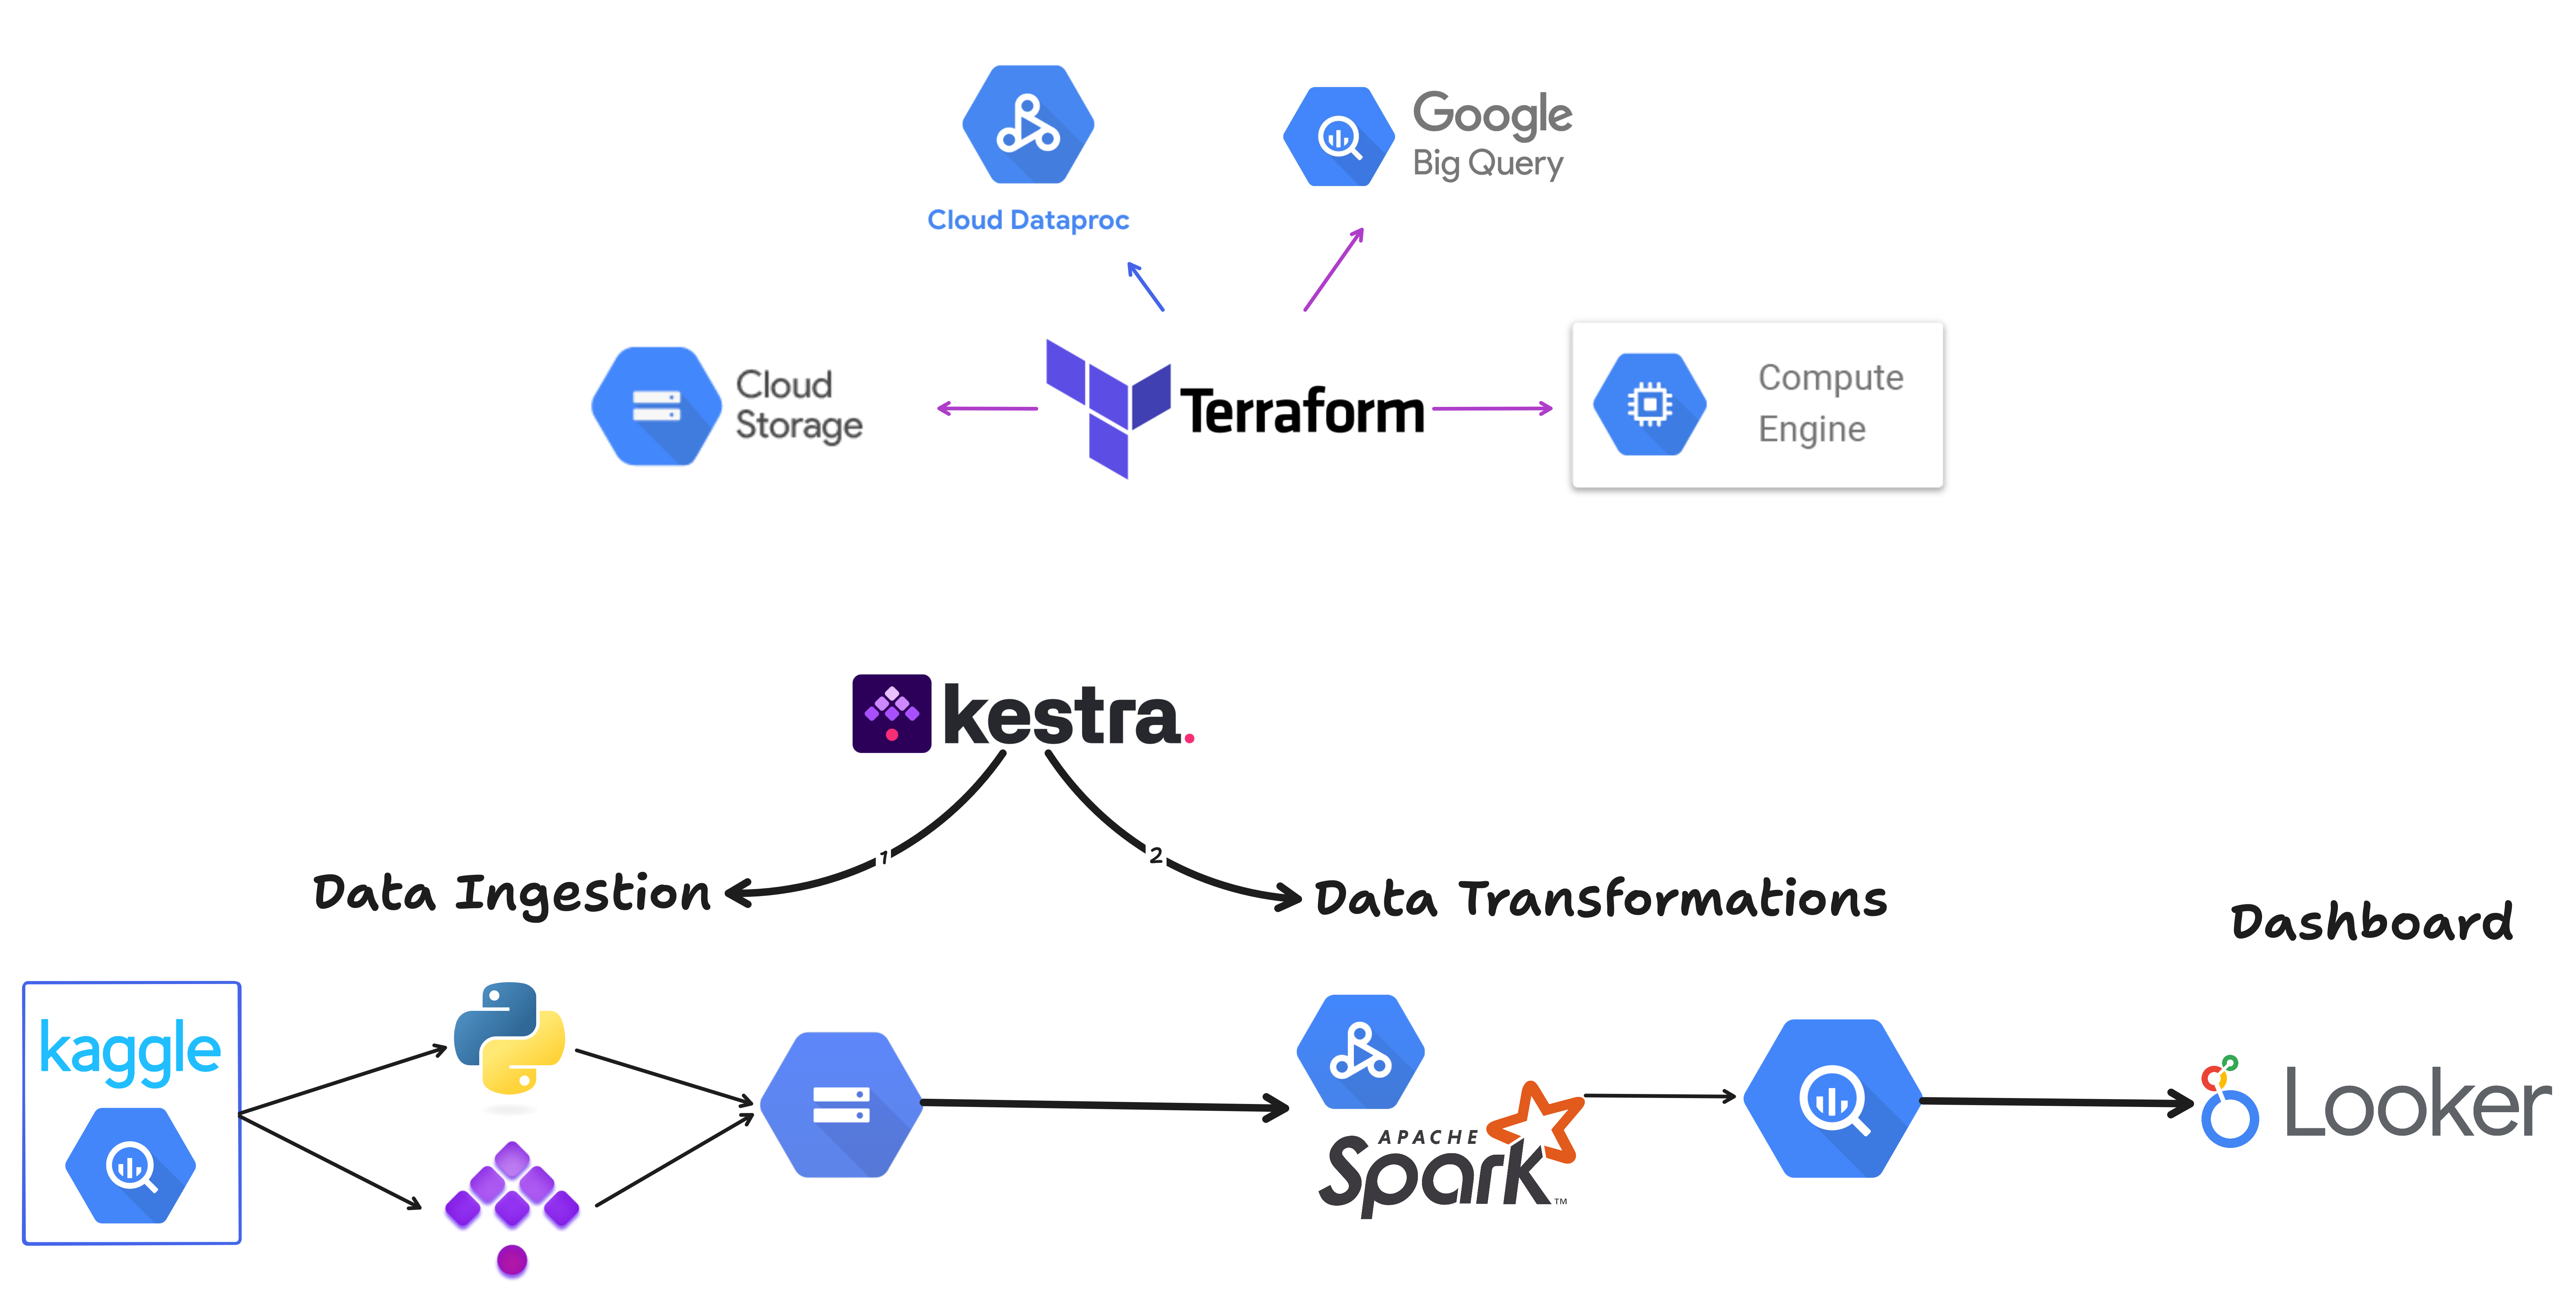 Google
Big Query
Cloud Dataproc
Cloud
Storage
Terraform
Compute
Engine
kestra.
1
2
Data Ingestion
Data Transformations
Dashboard
kaggle
APACHE
Spark™
Looker